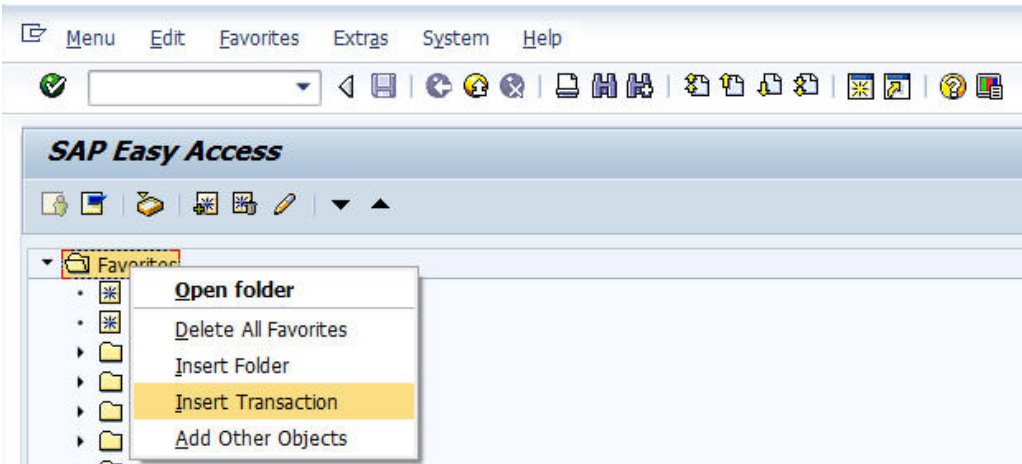 Menu Edit Favorites Extras System Help
SAP Easy Access
Favorites
Open folder
Delete All Favorites
Insert Folder
Insert Transaction
Add Other Objects